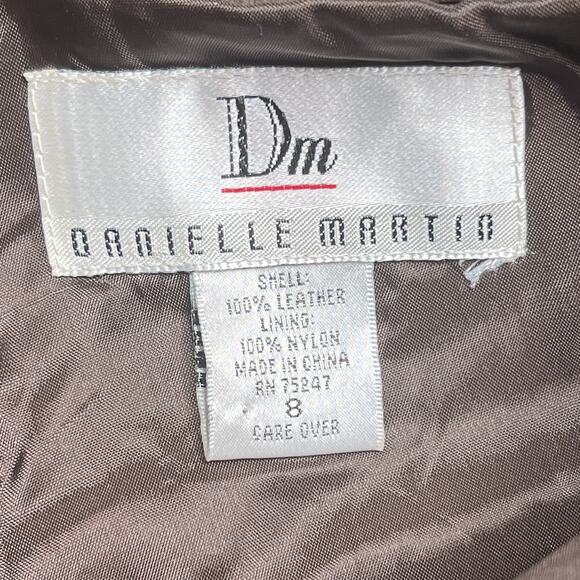 Dm
DANIELLE MARTIN
SHELL:
100% LEATHER
LINING:
100% NYLON
MADE IN CHINA
RN 75247
8
CARE OVER